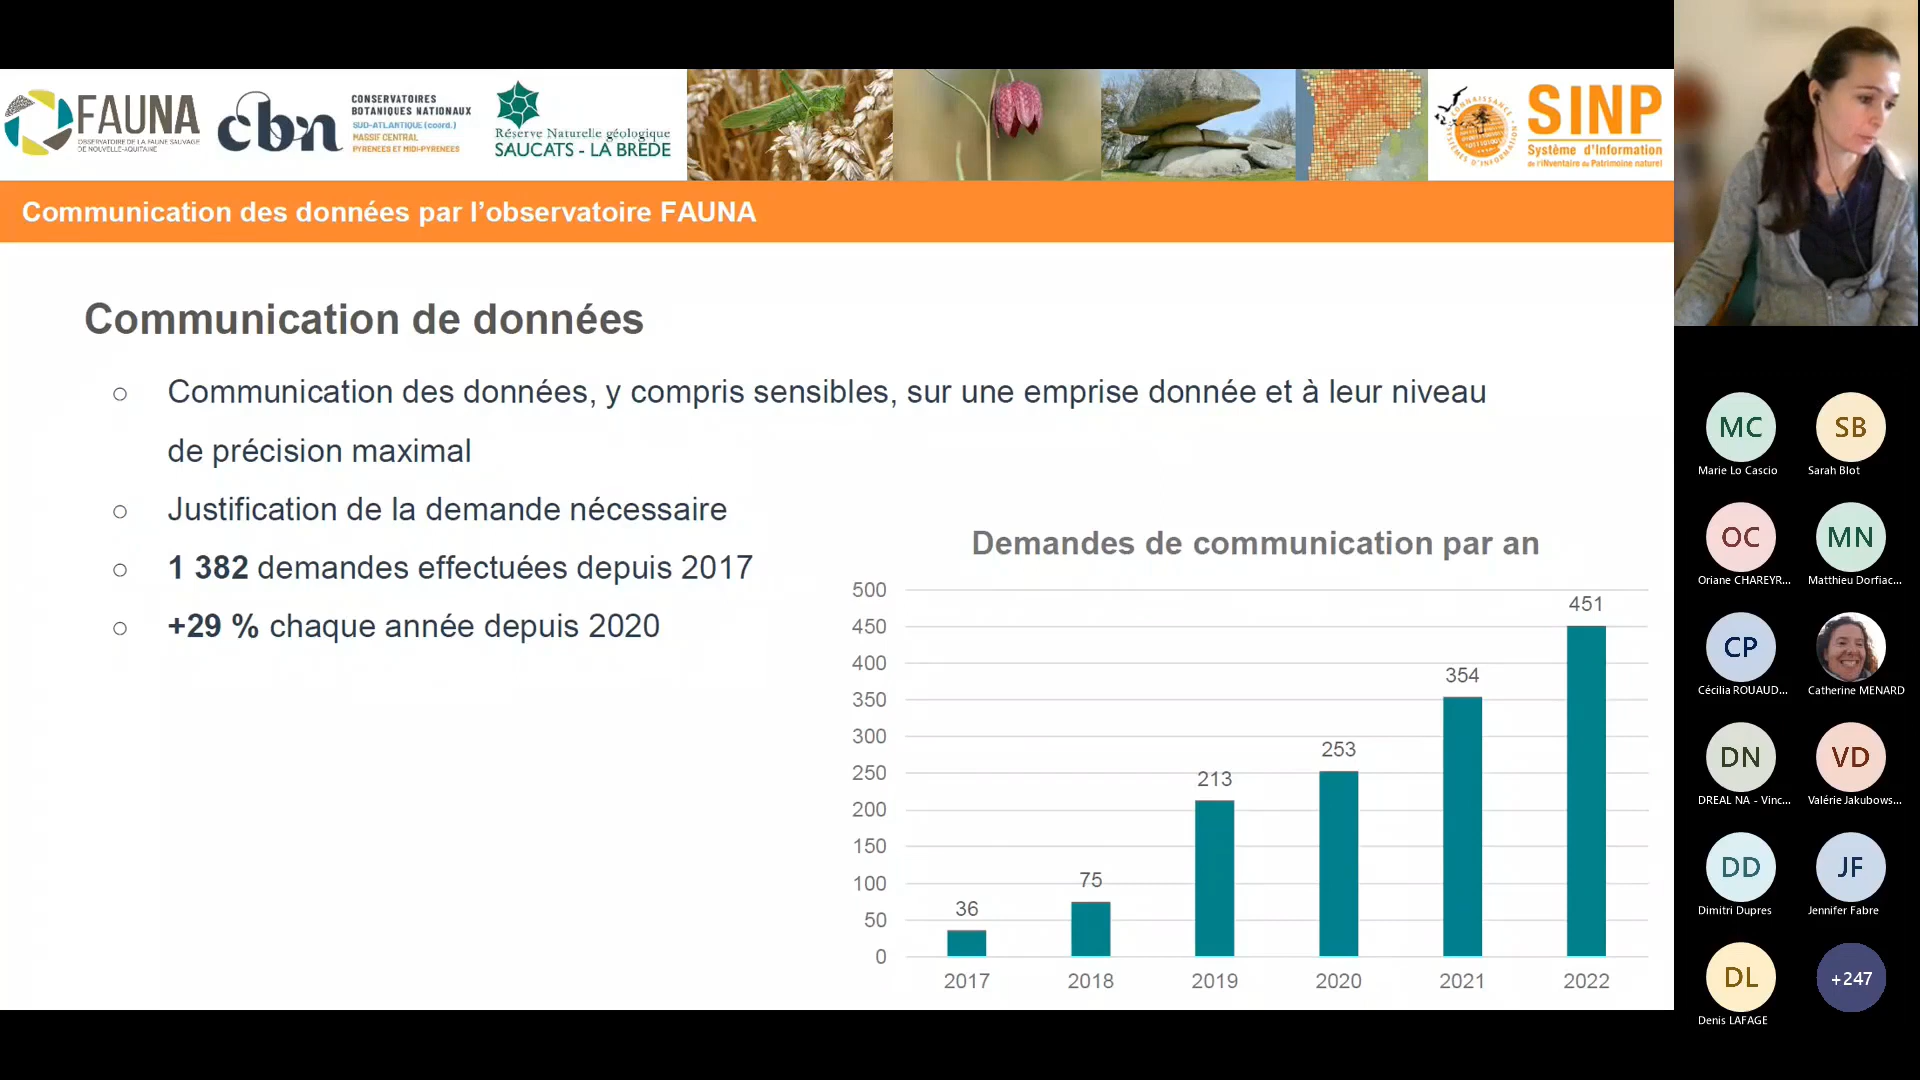 FAUNA
OBSERVATOIRE DE LA FAUNE SAUVAGE
DE NOUVELLE-AQUITAINE
cbn
CONSERVATOIRES
BOTANIQUES NATIONAUX
SUD-ATLANTIQUE (coord.)
MASSIF CENTRAL
PYRENEES ET MIDI-PYRENEES
Réserve Naturelle géologique
SAUCATS - LA BRÈDE
SINP
Système d'Information
de l'iNventaire du Patrimoine naturel
Communication des données par l'observatoire FAUNA
Communication de données
○ Communication des données, y compris sensibles, sur une emprise donnée et à leur niveau
de précision maximal
○ Justification de la demande nécessaire
○ 1 382 demandes effectuées depuis 2017
○ +29 % chaque année depuis 2020
Demandes de communication par an
500
450
400
350
300
250
200
150
100
50
0
36
75
213
253
354
451
2017 2018 2019 2020 2021 2022
MC SB
Marie Lo Cascio Sarah Blot
OC MN
Oriane CHAREYR... Matthieu Dorfiac...
CP
Cécilia ROUAUD... Catherine MENARD
DN VD
DREAL NA - Vinc... Valérie Jakubows...
DD JF
Dimitri Dupres Jennifer Fabre
DL +247
Denis LAFAGE